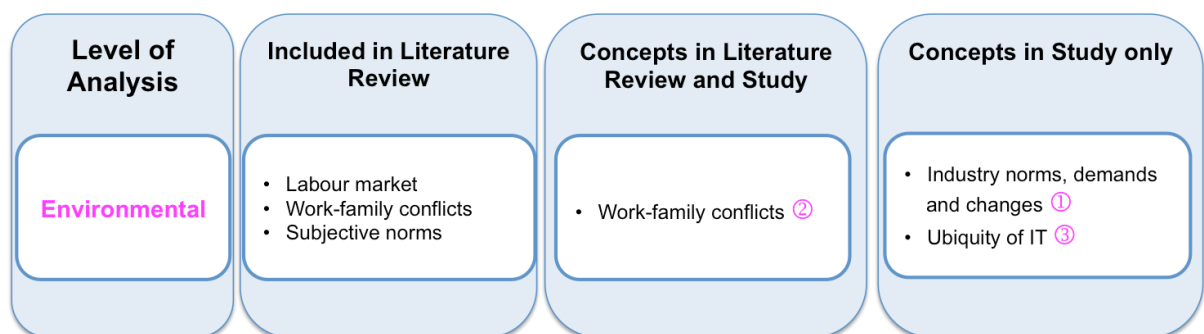 Level of
Analysis
Included in Literature
Review
Concepts in Literature
Review and Study
Concepts in Study only
Environmental
• Labour market
• Work-family conflicts
• Subjective norms
• Work-family conflicts ②
• Industry norms, demands
and changes ①
• Ubiquity of IT ③